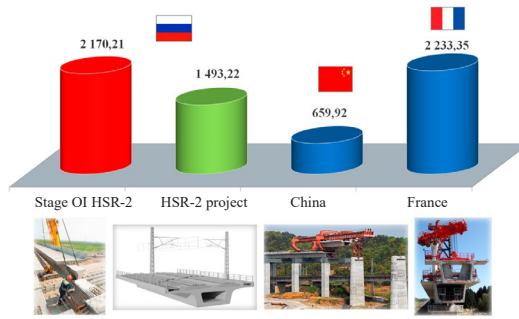 2 170,21
1 493,22
659,92
2 233,35
Stage OI HSR-2
HSR-2 project
China
France